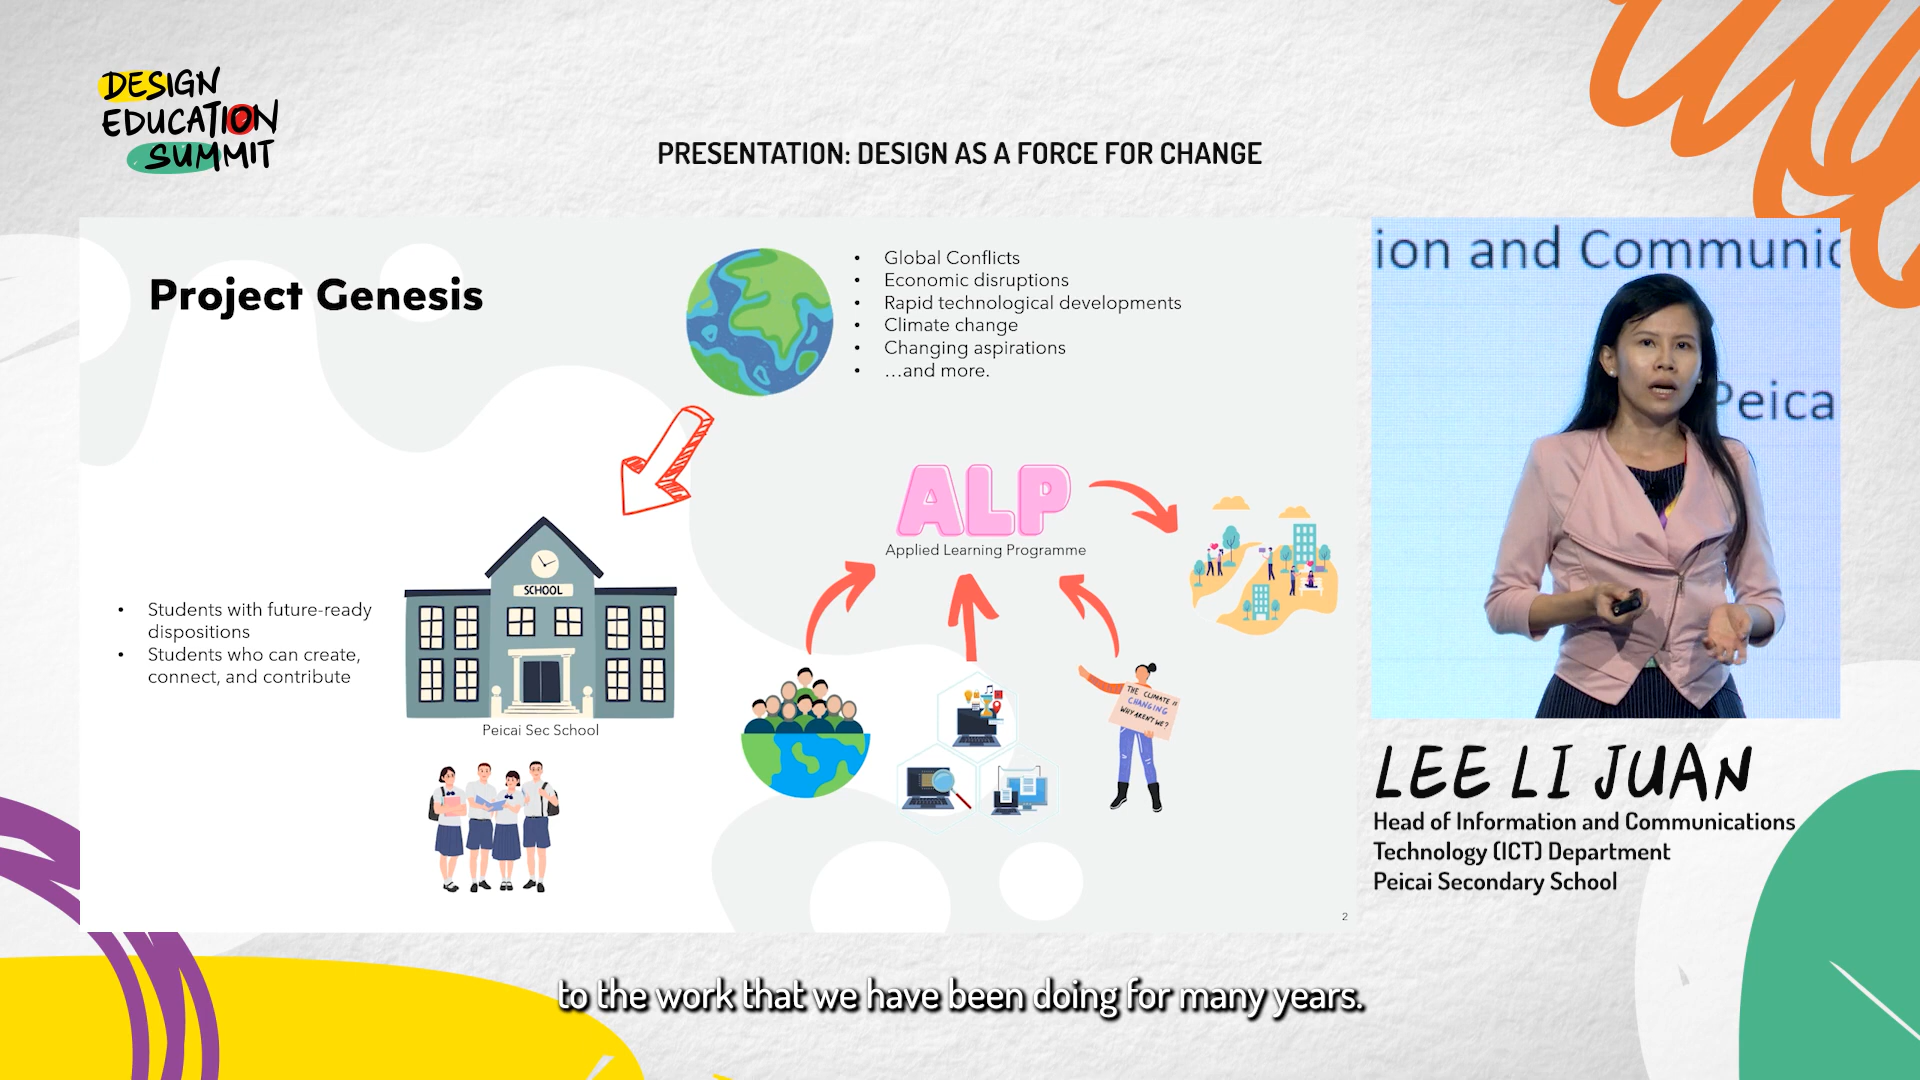 DESIGN
EDUCATION
SUMMIT
PRESENTATION: DESIGN AS A FORCE FOR CHANGE
Project Genesis
• Global Conflicts
• Economic disruptions
• Rapid technological developments
• Climate change
• Changing aspirations
• …and more.
ion and Communic
Peica
ALP
Applied Learning Programme
SCHOOL
• Students with future-ready
dispositions
• Students who can create,
connect, and contribute
Peicai Sec School
THE CLIMATE IS
CHANGING
WHY AREN'T WE?
2
LEE LI JUAN
Head of Information and Communications
Technology (ICT) Department
Peicai Secondary School
to the work that we have been doing for many years.